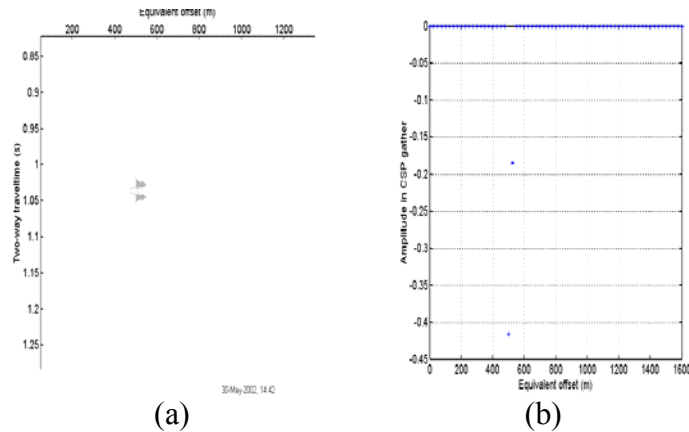 Equivalent offset (m)
200 400 600 800 1000 1200
0.85
0.9
0.95
1
1.05
1.1
1.15
1.2
1.25
Two-way traveltime (s)
30-May-2002, 14:42
(a)
0
-0.05
-0.1
-0.15
-0.2
-0.25
-0.3
-0.35
-0.4
-0.45
Amplitude in CSP gather
0 200 400 600 800 1000 1200 1400 1600
Equivalent offset (m)
(b)